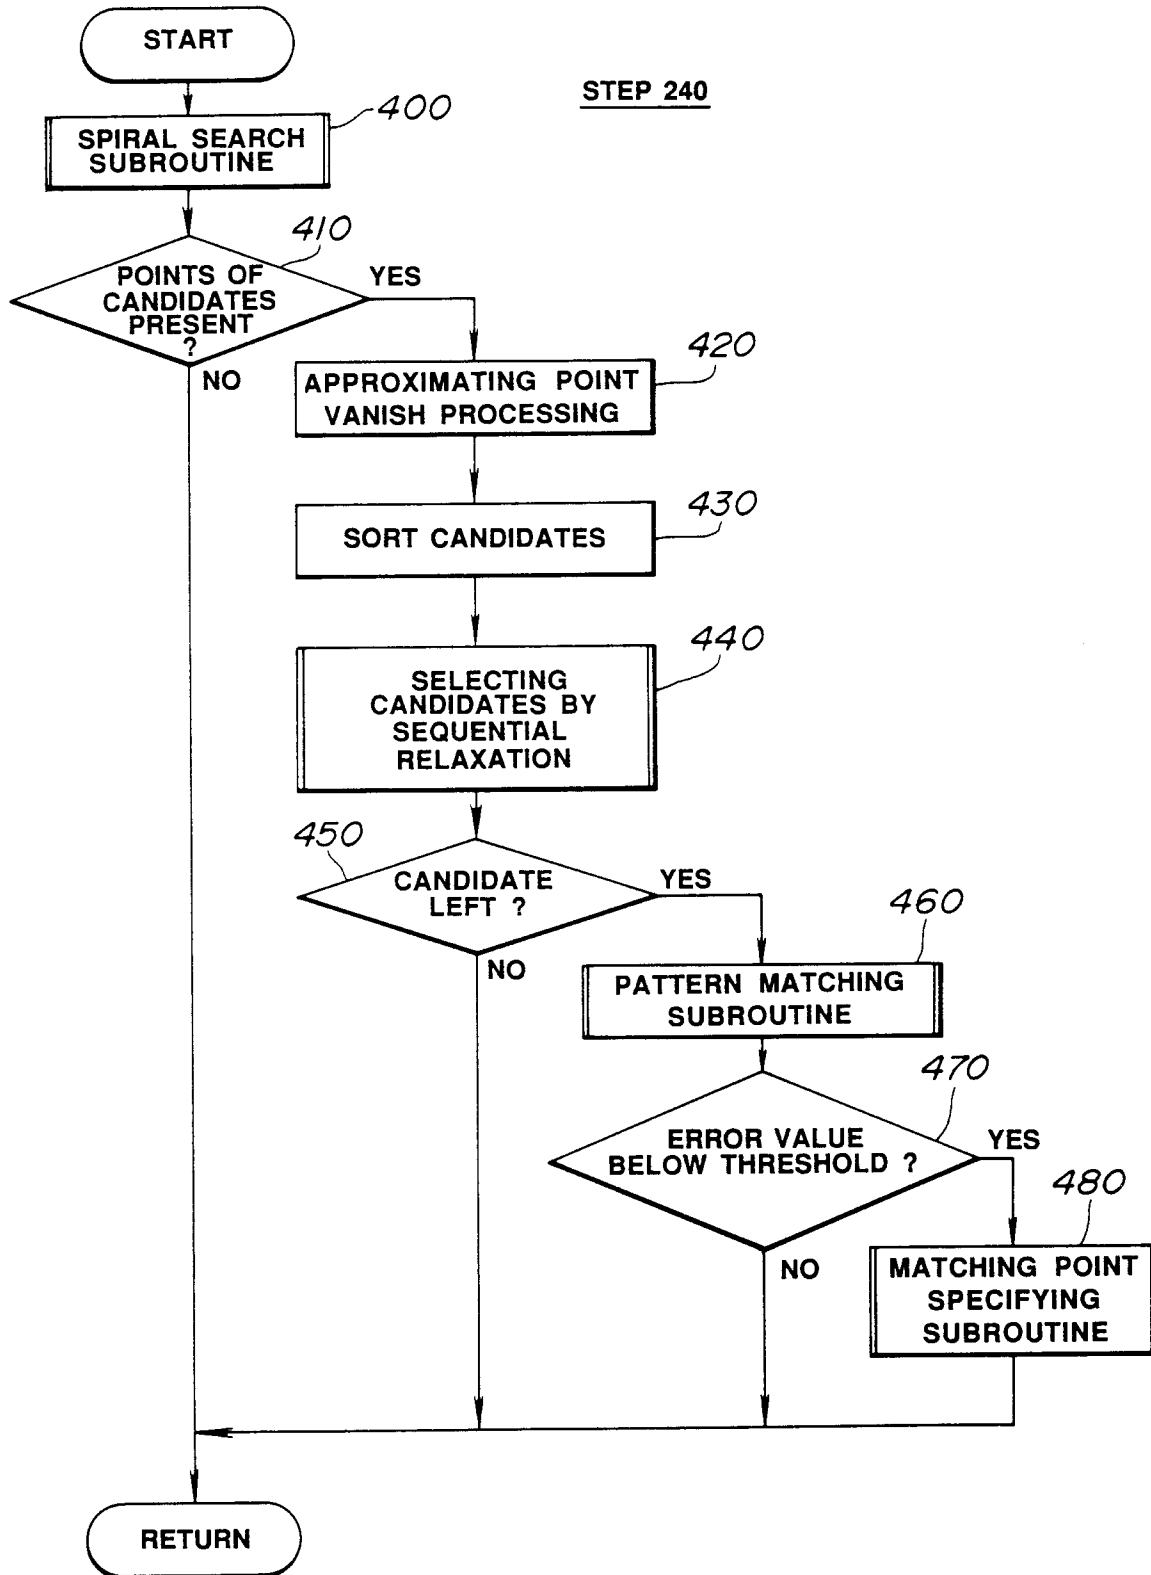 START
STEP 240
400
SPIRAL SEARCH
SUBROUTINE
410
POINTS OF
CANDIDATES
PRESENT
?
YES
NO
420
APPROXIMATING POINT
VANISH PROCESSING
430
SORT CANDIDATES
440
SELECTING
CANDIDATES BY
SEQUENTIAL
RELAXATION
450
CANDIDATE
LEFT ?
YES
NO
460
PATTERN MATCHING
SUBROUTINE
470
ERROR VALUE
BELOW THRESHOLD ?
YES
NO
480
MATCHING POINT
SPECIFYING
SUBROUTINE
RETURN